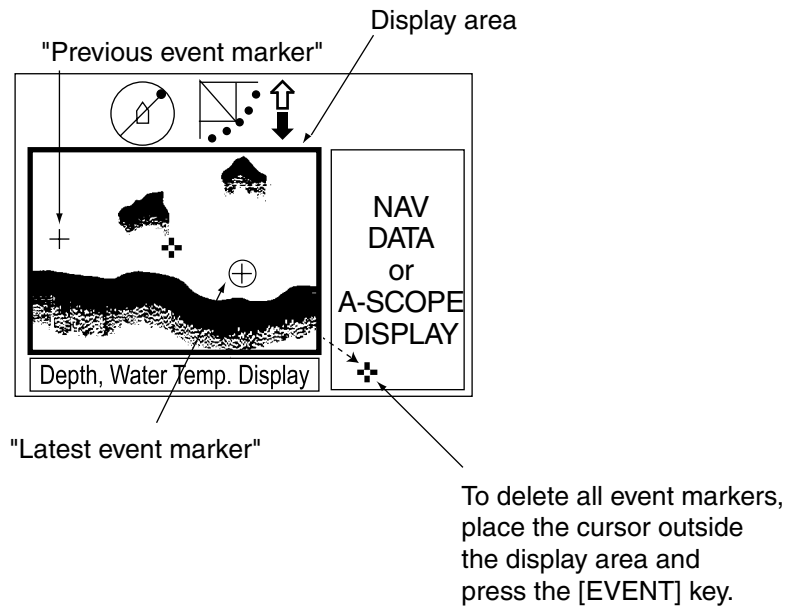 Display area
"Previous event marker"
NAV
DATA
or
A-SCOPE
DISPLAY
Depth, Water Temp. Display
"Latest event marker"
To delete all event markers,
place the cursor outside
the display area and
press the [EVENT] key.